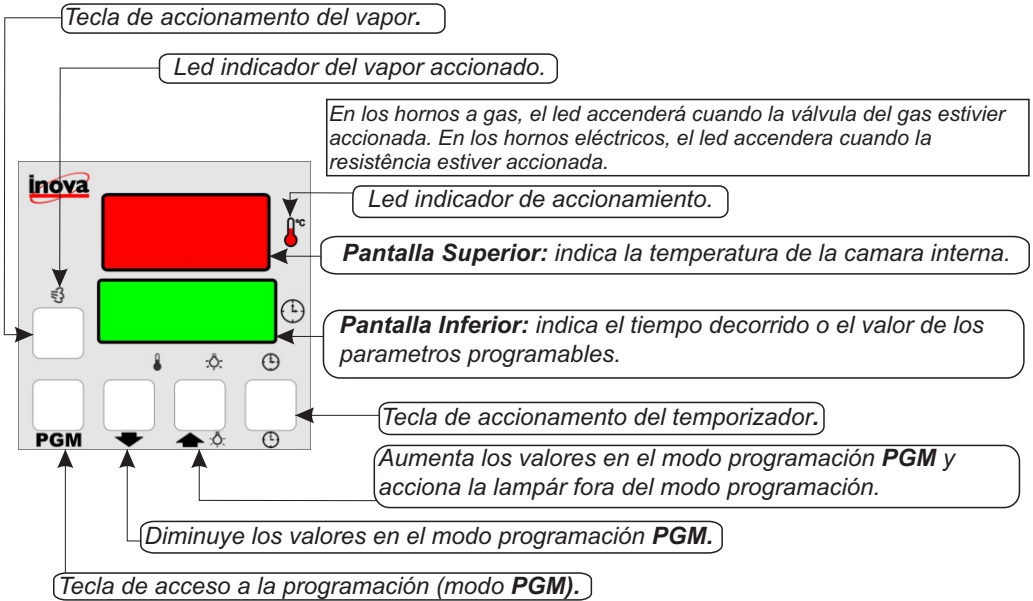 Tecla de accionamento del vapor.
Led indicador del vapor accionado.
En los hornos a gas, el led accenderá cuando la válvula del gas estivier
accionada. En los hornos eléctricos, el led accendera cuando la
resistência estiver accionada.
inova
°C
Led indicador de accionamiento.
Pantalla Superior: indica la temperatura de la camara interna.
Pantalla Inferior: indica el tiempo decorrido o el valor de los
parametros programables.
Tecla de accionamento del temporizador.
PGM
Aumenta los valores en el modo programación PGM y
acciona la lampár fora del modo programación.
Diminuye los valores en el modo programación PGM.
Tecla de acceso a la programación (modo PGM).